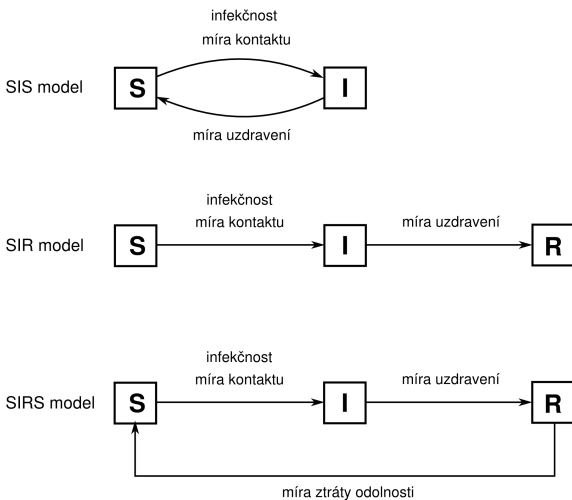 infekčnost
míra kontaktu
SIS model
S
I
míra uzdravení
infekčnost
míra kontaktu
míra uzdravení
SIR model
S
I
R
infekčnost
míra kontaktu
míra uzdravení
SIRS model
S
I
R
míra ztráty odolnosti